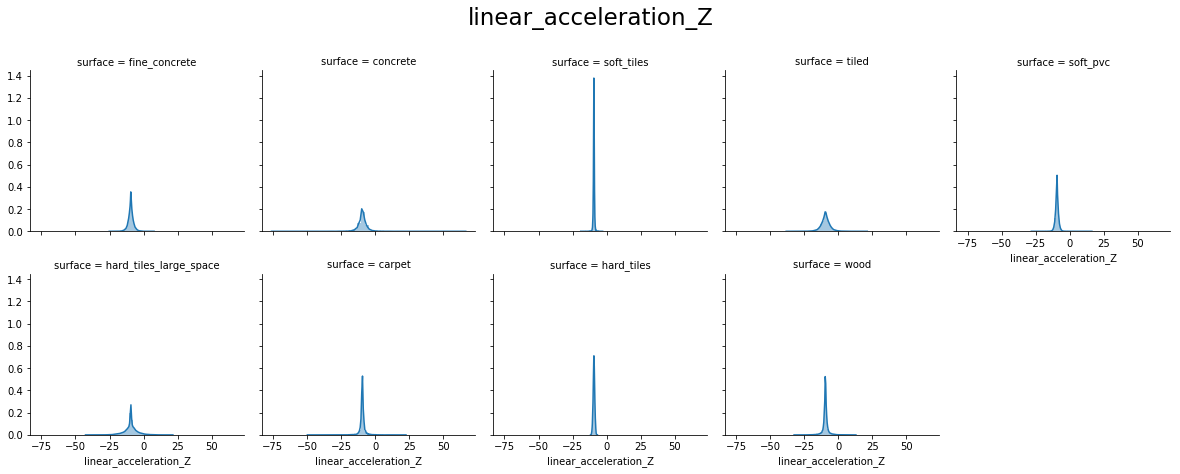 linear_acceleration_Z
surface = fine_concrete
surface = concrete
surface = soft_tiles
surface = tiled
surface = soft_pvc
1.4
1.2
1.0
0.8
0.6
0.4
0.2
0.0
−75 −50 −25 0 25 50
linear_acceleration_Z
surface = hard_tiles_large_space
surface = carpet
surface = hard_tiles
surface = wood
1.4
1.2
1.0
0.8
0.6
0.4
0.2
0.0
−75 −50 −25 0 25 50
−75 −50 −25 0 25 50
−75 −50 −25 0 25 50
−75 −50 −25 0 25 50
linear_acceleration_Z
linear_acceleration_Z
linear_acceleration_Z
linear_acceleration_Z